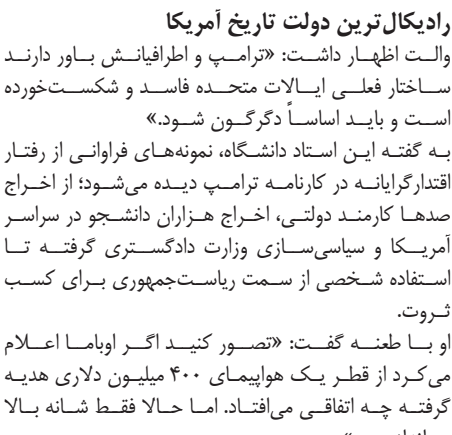 رادیکال‌ترین دولت تاریخ آمریکا
والت اظهار داشت: «ترامپ و اطرافیانش باور دارند
ساختار فعلی ایالات متحده فاسد و شکست‌خورده
است و باید اساساً دگرگون شود.»
به گفته این استاد دانشگاه، نمونه‌های فراوانی از رفتار
اقتدارگرایانه در کارنامه ترامپ دیده می‌شود؛ از اخراج
صدها کارمند دولتی، اخراج هزاران دانشجو در سراسر
آمریکا و سیاسی‌سازی وزارت دادگستری گرفته تا
استفاده شخصی از سمت ریاست‌جمهوری برای کسب
ثروت.
او با طعنه گفت: «تصور کنید اگر اوباما اعلام
می‌کرد از قطر یک هواپیمای ۴۰۰ میلیون دلاری هدیه
گرفته چه اتفاقی می‌افتاد. اما حالا فقط شانه بالا